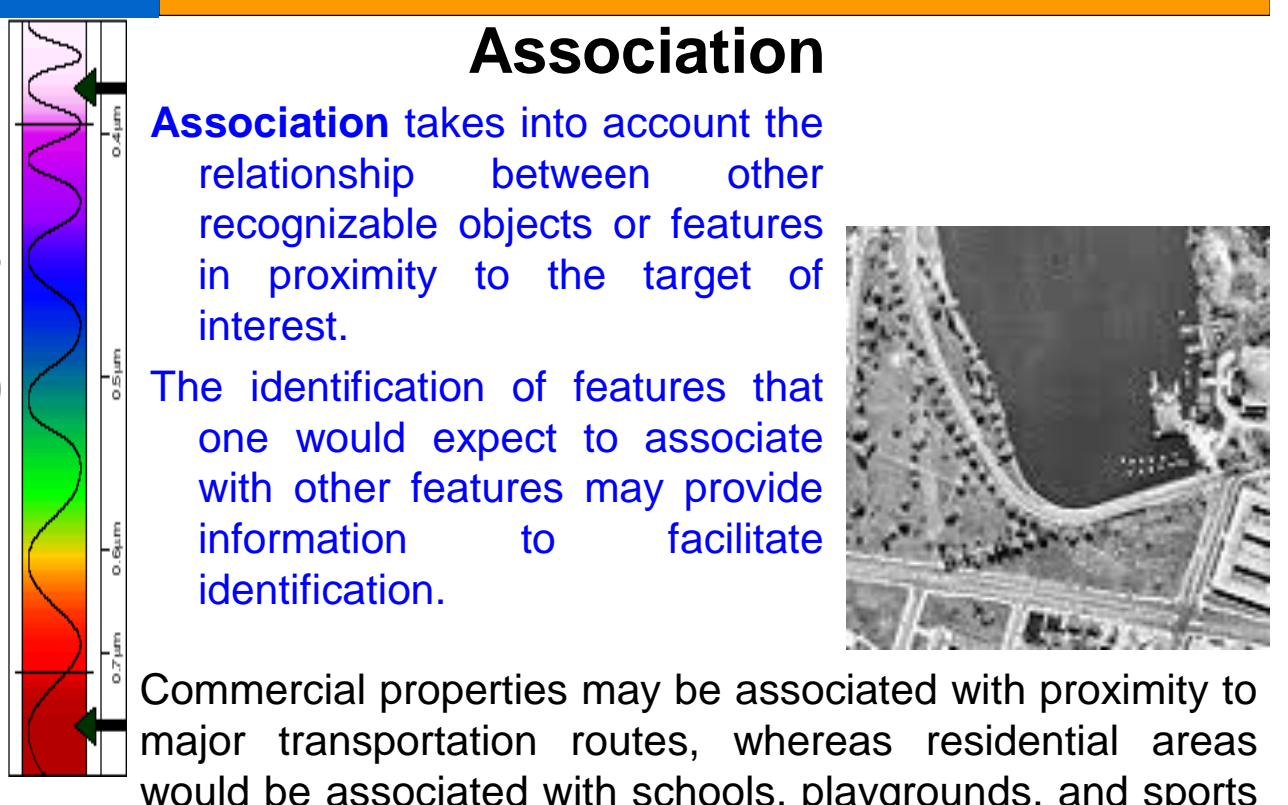 Association
Association takes into account the
relationship between other
recognizable objects or features
in proximity to the target of
interest.
The identification of features that
one would expect to associate
with other features may provide
information to facilitate
identification.
Commercial properties may be associated with proximity to
major transportation routes, whereas residential areas
would be associated with schools, playgrounds, and sports
0.4µm
0.5µm
0.6µm
0.7µm